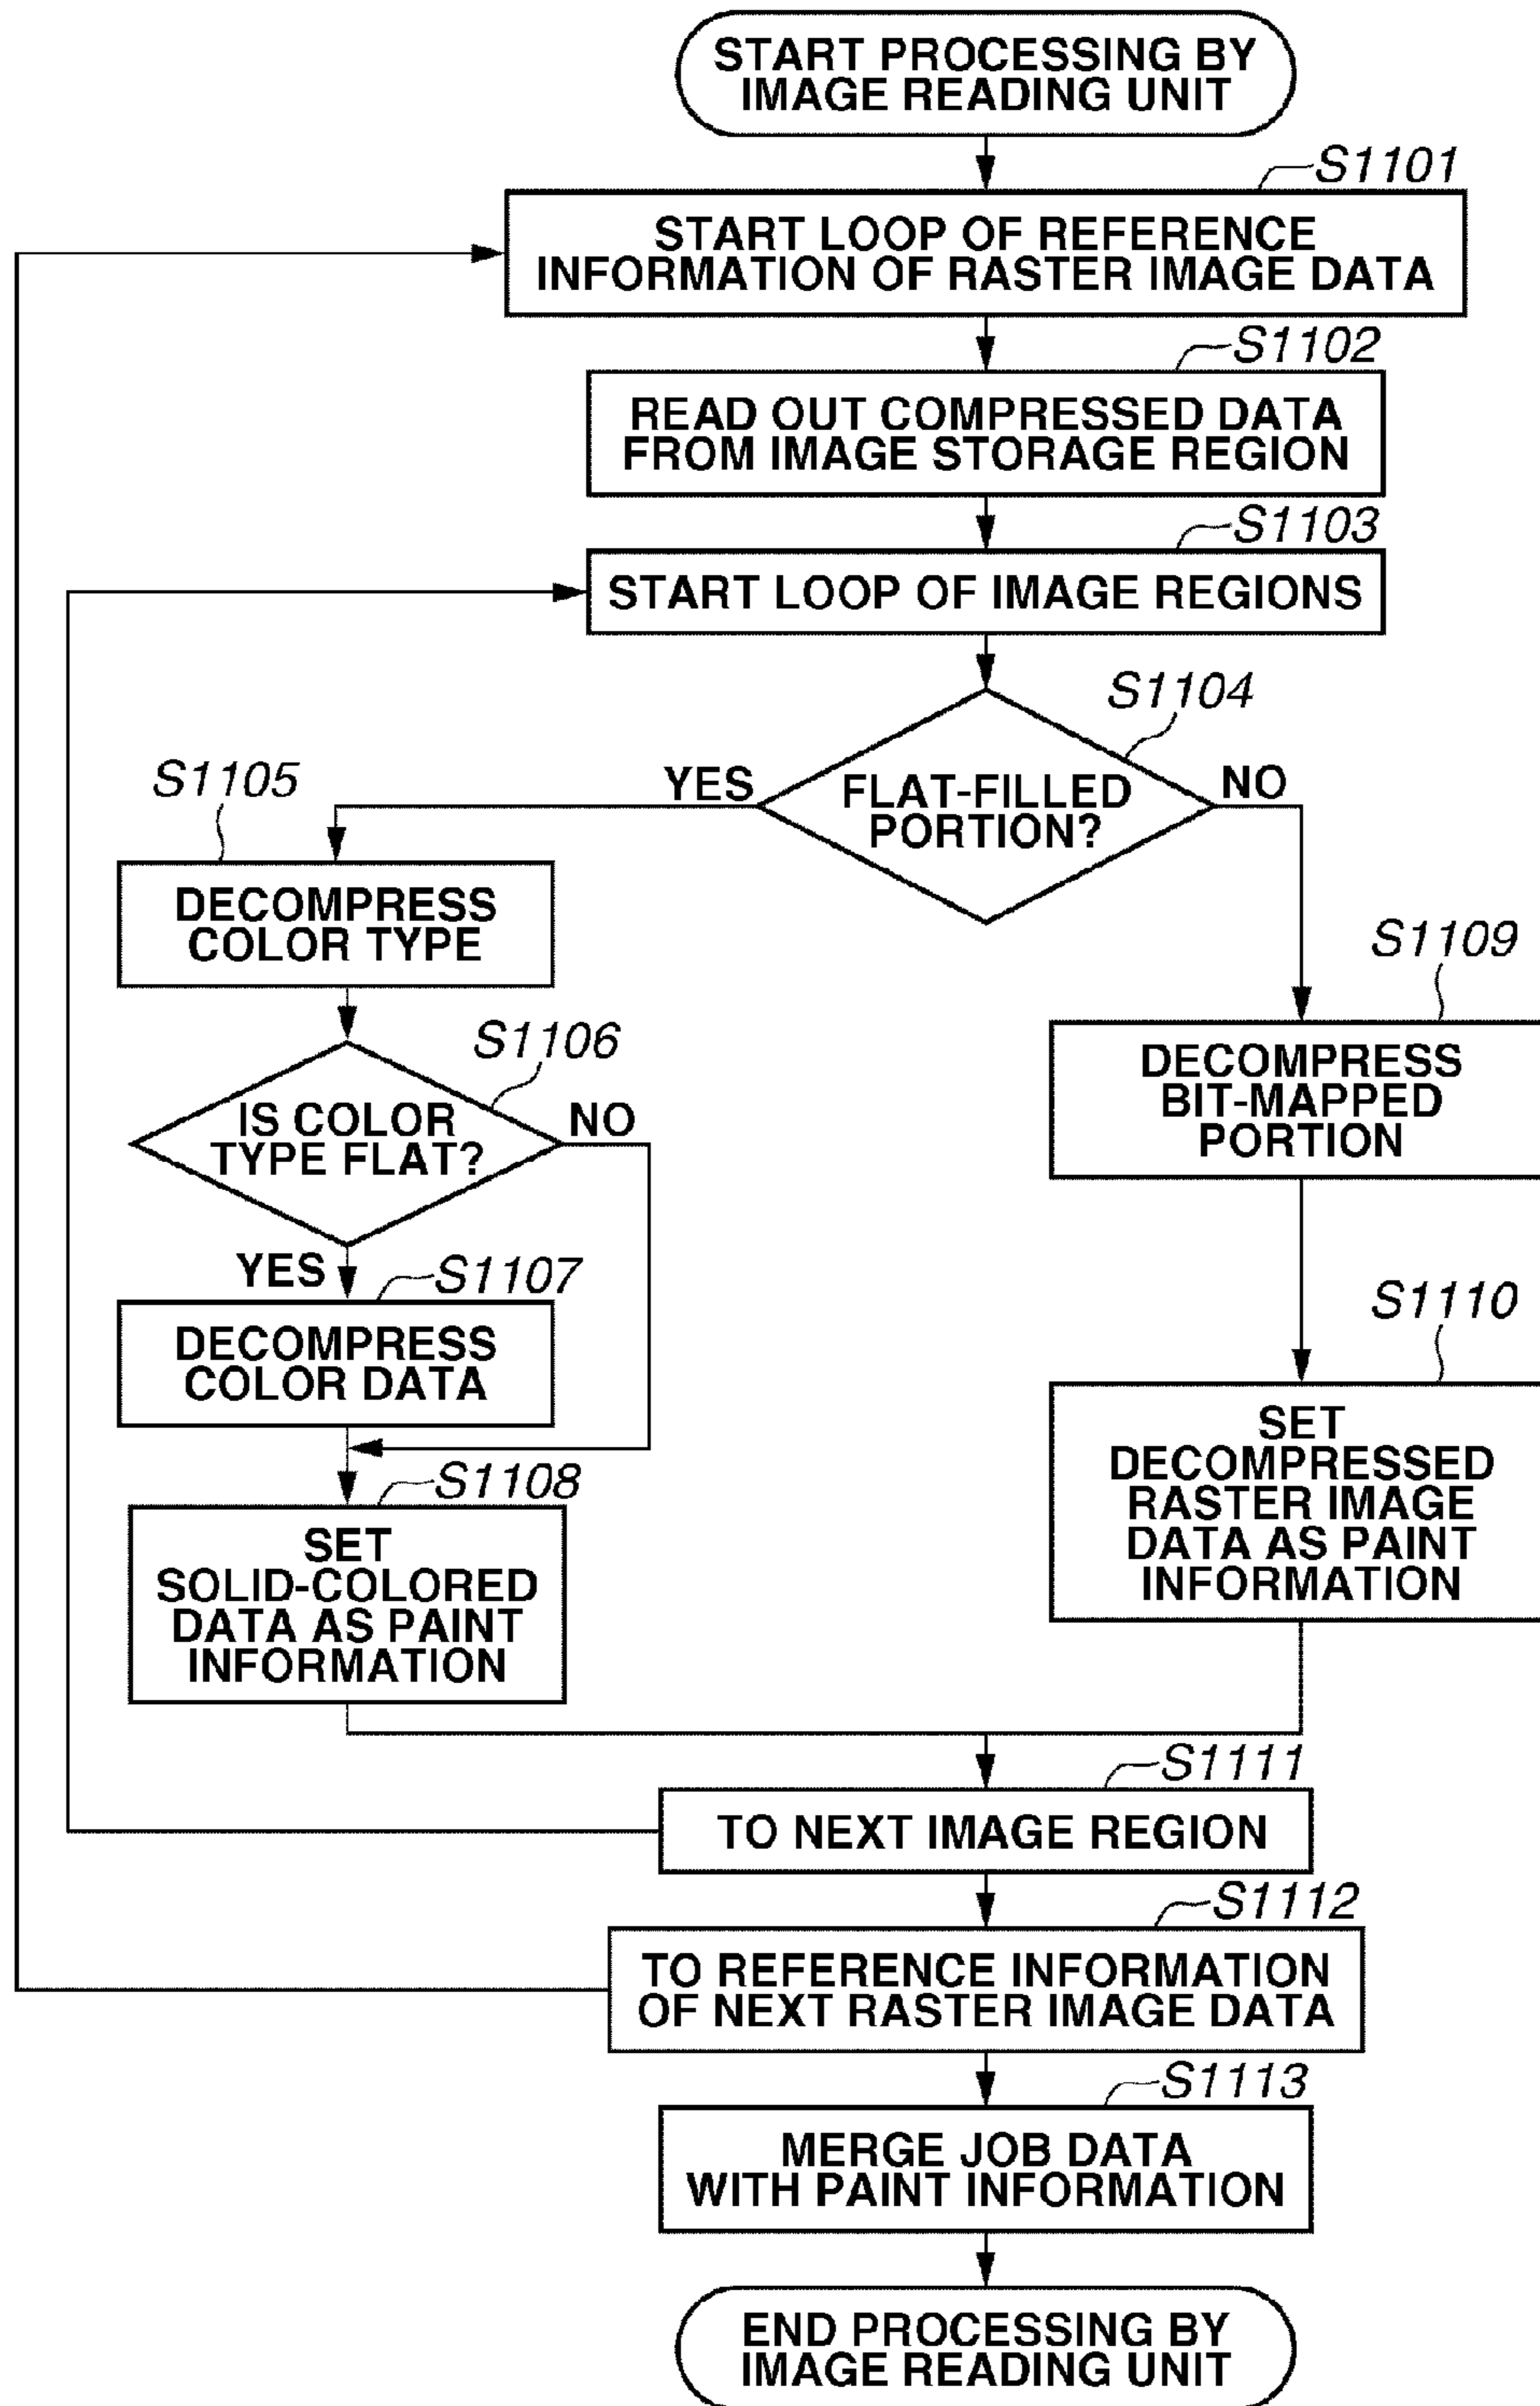 START PROCESSING BY
IMAGE READING UNIT
S1101
START LOOP OF REFERENCE
INFORMATION OF RASTER IMAGE DATA
S1102
READ OUT COMPRESSED DATA
FROM IMAGE STORAGE REGION
S1103
START LOOP OF IMAGE REGIONS
S1104
FLAT-FILLED
PORTION?
YES
NO
S1105
DECOMPRESS
COLOR TYPE
S1106
IS COLOR
TYPE FLAT?
NO
YES
S1107
DECOMPRESS
COLOR DATA
S1108
SET
SOLID-COLORED
DATA AS PAINT
INFORMATION
S1109
DECOMPRESS
BIT-MAPPED
PORTION
S1110
SET
DECOMPRESSED
RASTER IMAGE
DATA AS PAINT
INFORMATION
S1111
TO NEXT IMAGE REGION
S1112
TO REFERENCE INFORMATION
OF NEXT RASTER IMAGE DATA
S1113
MERGE JOB DATA
WITH PAINT INFORMATION
END PROCESSING BY
IMAGE READING UNIT